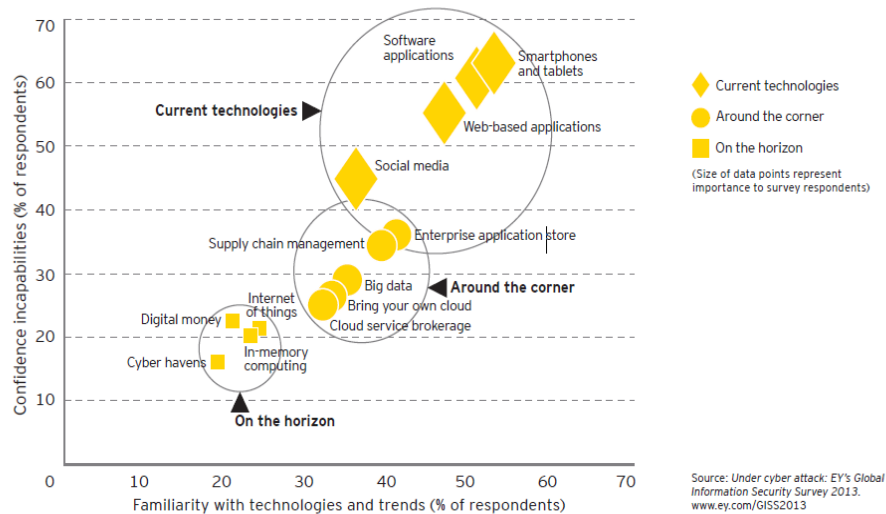 70
60
50
40
30
20
10
0
Confidence incapabilities (% of respondents)
Software
applications
Smartphones
and tablets
Current technologies
Web-based applications
Social media
Enterprise application store
Supply chain management
Big data
Around the corner
Bring your own cloud
Cloud service brokerage
Internet
of things
Digital money
In-memory
computing
Cyber havens
On the horizon
10
20
30
40
50
60
70
Familiarity with technologies and trends (% of respondents)
Current technologies
Around the corner
On the horizon
(Size of data points represent
importance to survey respondents)
Source: Under cyber attack: EY's Global
Information Security Survey 2013.
www.ey.com/GISS2013